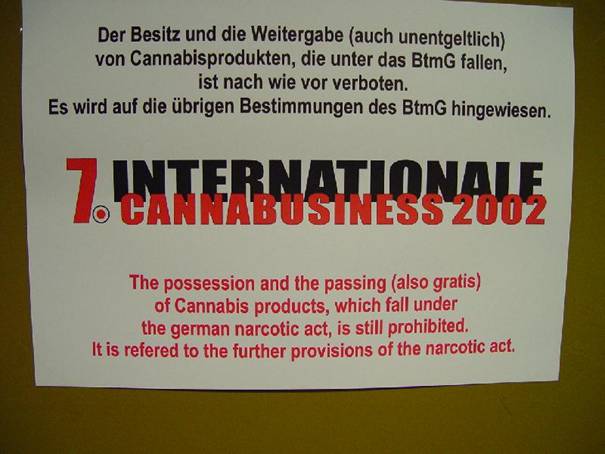 Der Besitz und die Weitergabe (auch unentgeltlich)
von Cannabisprodukten, die unter das BtmG fallen,
ist nach wie vor verboten.
Es wird auf die übrigen Bestimmungen des BtmG hingewiesen.
7. INTERNATIONALE
CANNABUSINESS 2002
The possession and the passing (also gratis)
of Cannabis products, which fall under
the german narcotic act, is still prohibited.
It is refered to the further provisions of the narcotic act.